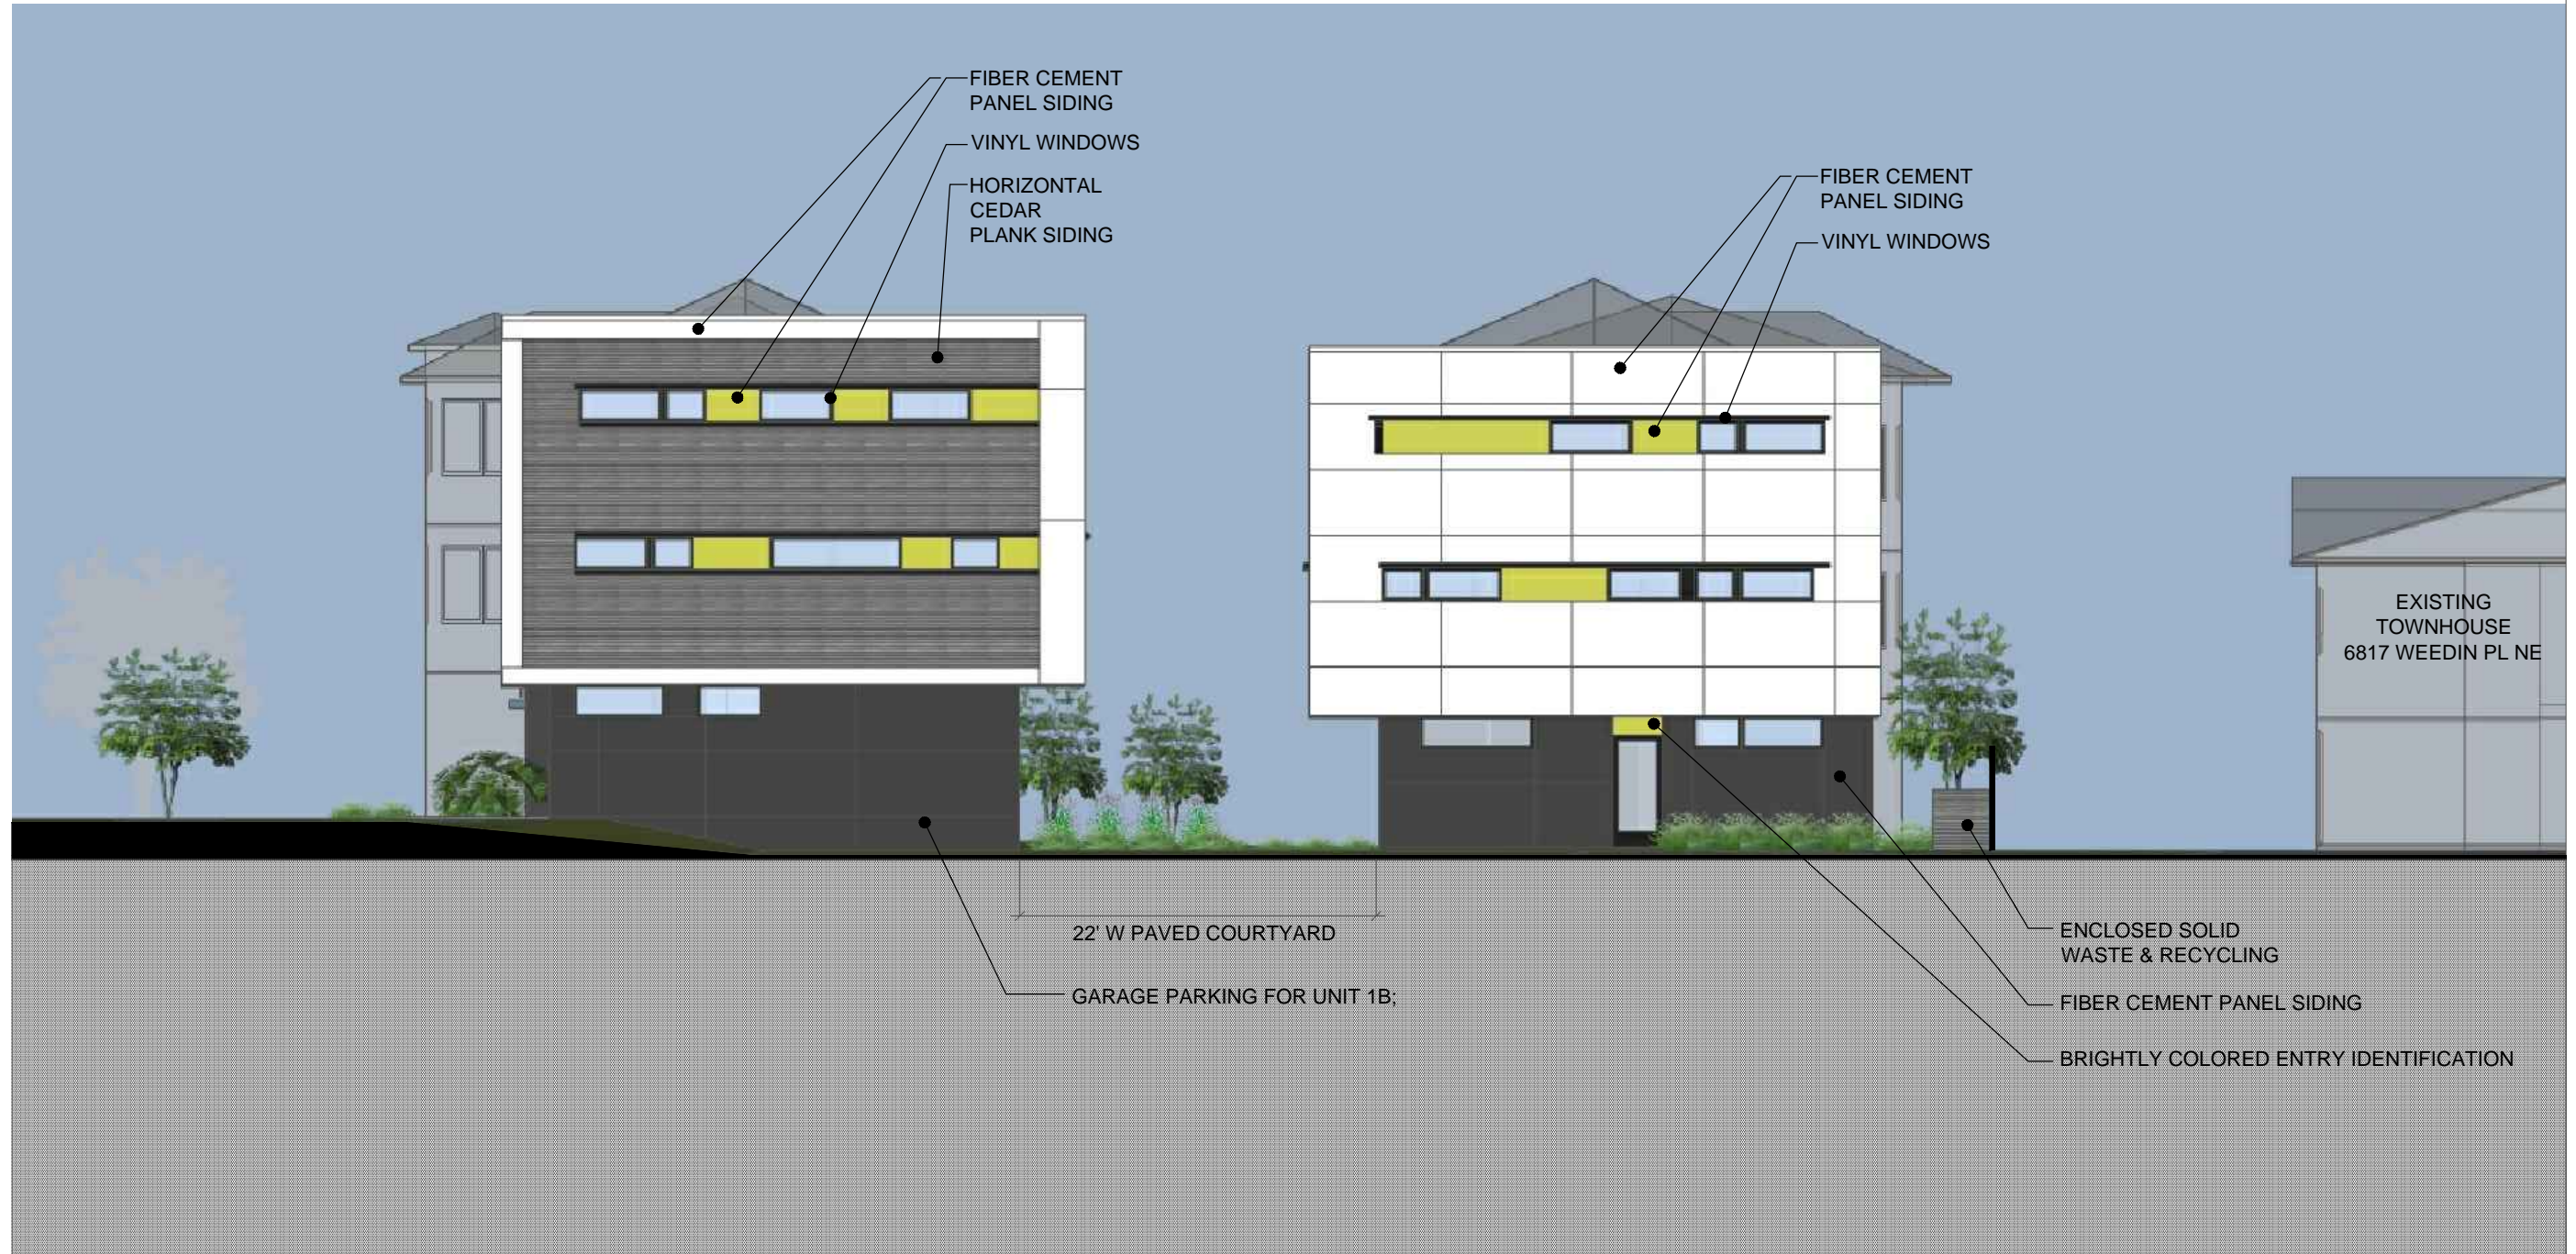 FIBER CEMENT
PANEL SIDING
VINYL WINDOWS
HORIZONTAL
CEDAR
PLANK SIDING
FIBER CEMENT
PANEL SIDING
VINYL WINDOWS
EXISTING
TOWNHOUSE
6817 WEEDIN PL NE
22' W PAVED COURTYARD
GARAGE PARKING FOR UNIT 1B;
ENCLOSED SOLID
WASTE & RECYCLING
FIBER CEMENT PANEL SIDING
BRIGHTLY COLORED ENTRY IDENTIFICATION